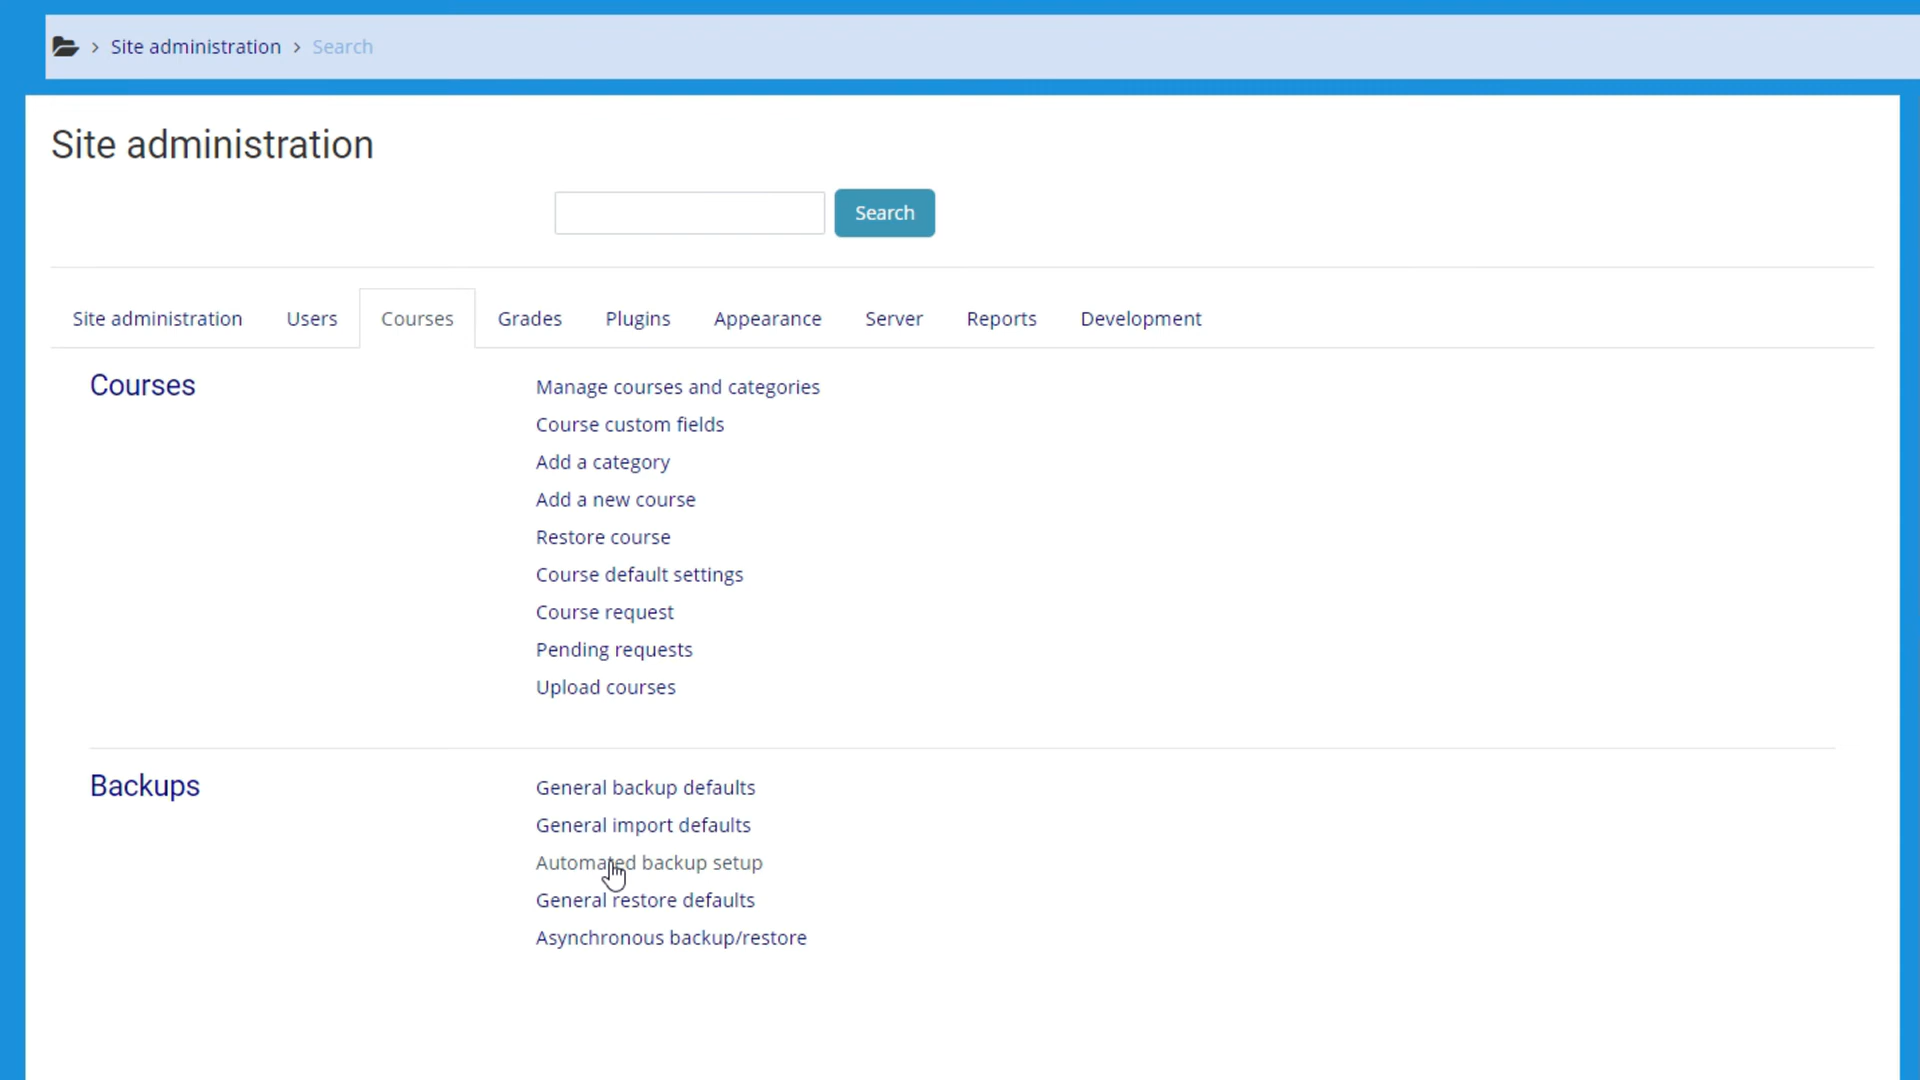 Site administration > Search
Site administration
Search
Site administration Users Courses Grades Plugins Appearance Server Reports Development
Courses
Manage courses and categories
Course custom fields
Add a category
Add a new course
Restore course
Course default settings
Course request
Pending requests
Upload courses
Backups
General backup defaults
General import defaults
Automated backup setup
General restore defaults
Asynchronous backup/restore